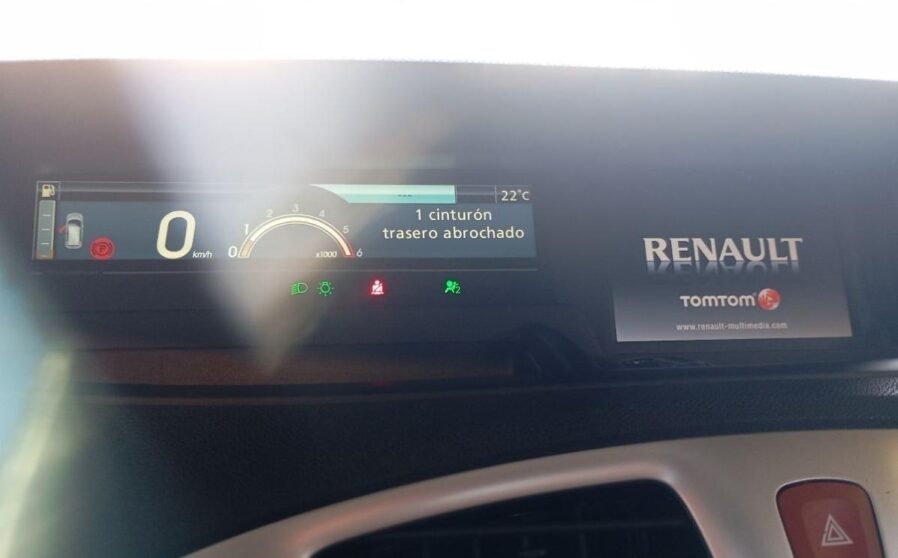 22°C
1 cinturón
trasero abrochado
P
0 km/h
0 1 2 3 4 5 6
x1000
2
RENAULT
TOMTOM
www.renault-multimedia.com